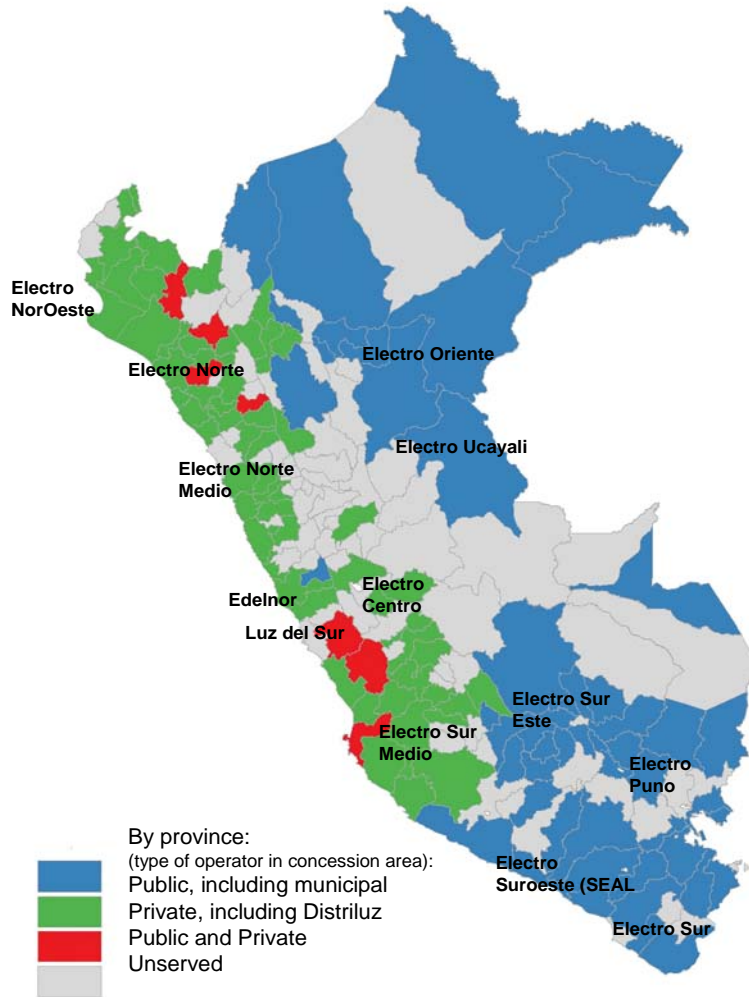 Electro
NorOeste
Electro Oriente
Electro Norte
Electro Ucayali
Electro Norte
Medio
Electro
Centro
Edelnor
Luz del Sur
Electro Sur
Este
Electro Sur
Medio
Electro
Puno
Electro
Suroeste (SEAL
Electro Sur
By province:
(type of operator in concession area):
Public, including municipal
Private, including Distriluz
Public and Private
Unserved